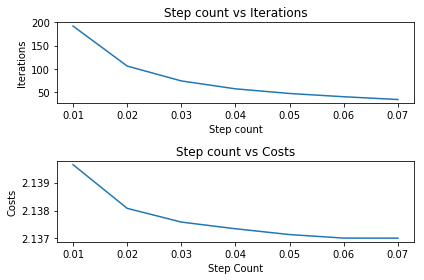 Step count vs Iterations
200
150
100
50
Iterations
0.01 0.02 0.03 0.04 0.05 0.06 0.07
Step count
Step count vs Costs
2.139
2.138
2.137
Costs
0.01 0.02 0.03 0.04 0.05 0.06 0.07
Step Count